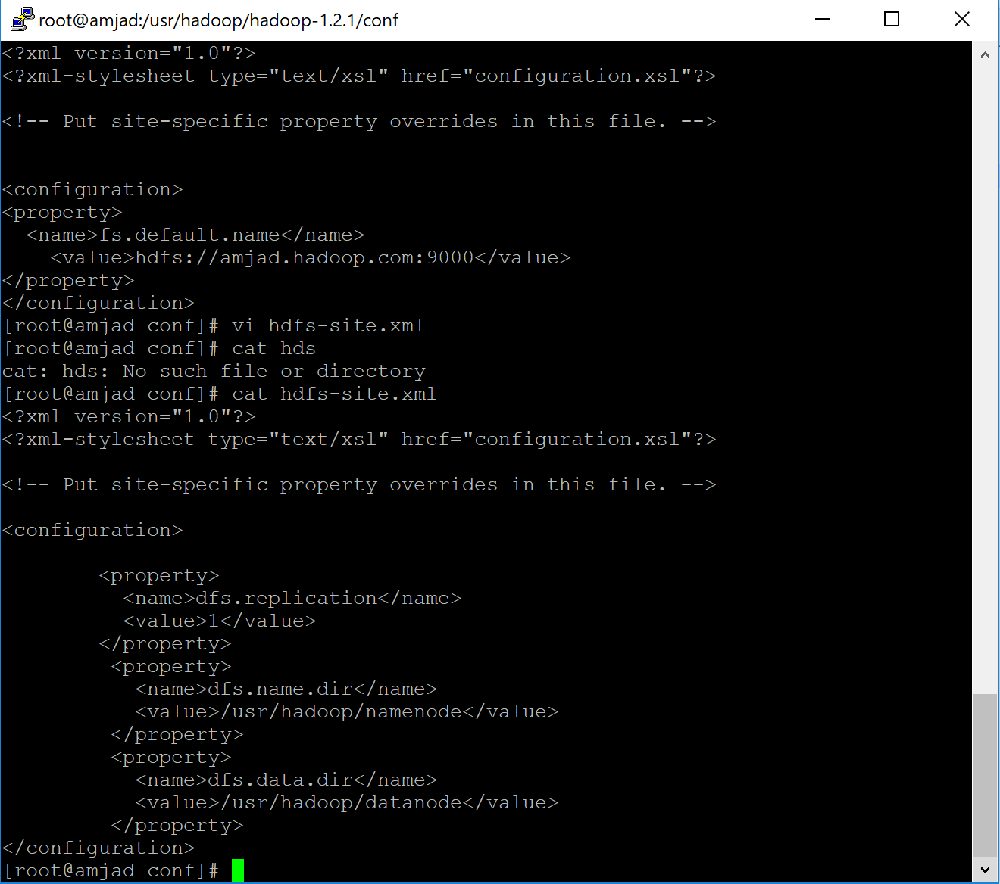 root@amjad:/usr/hadoop/hadoop-1.2.1/conf
<?xml version="1.0"?>
<?xml-stylesheet type="text/xsl" href="configuration.xsl"?>
<!-- Put site-specific property overrides in this file. -->
<configuration>
<property>
<name>fs.default.name</name>
<value>hdfs://amjad.hadoop.com:9000</value>
</property>
</configuration>
[root@amjad conf]# vi hdfs-site.xml
[root@amjad conf]# cat hds
cat: hds: No such file or directory
[root@amjad conf]# cat hdfs-site.xml
<?xml version="1.0"?>
<?xml-stylesheet type="text/xsl" href="configuration.xsl"?>
<!-- Put site-specific property overrides in this file. -->
<configuration>
<property>
<name>dfs.replication</name>
<value>1</value>
</property>
<property>
<name>dfs.name.dir</name>
<value>/usr/hadoop/namenode</value>
</property>
<property>
<name>dfs.data.dir</name>
<value>/usr/hadoop/datanode</value>
</property>
</configuration>
[root@amjad conf]#